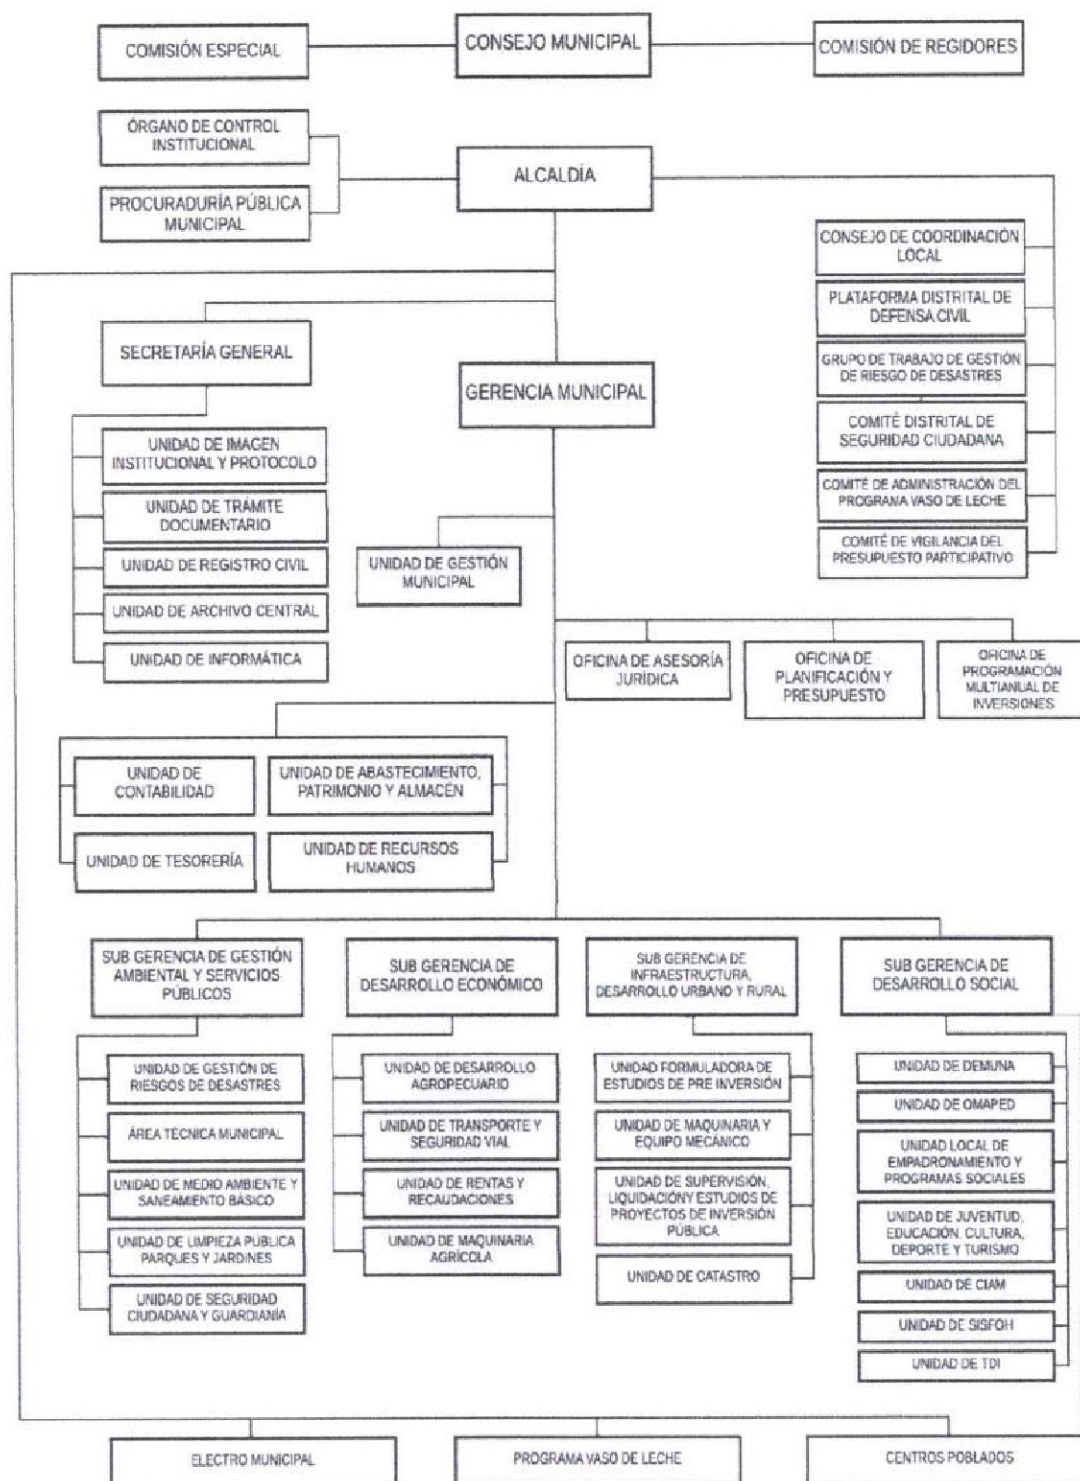 COMISIÓN ESPECIAL
CONSEJO MUNICIPAL
COMISIÓN DE REGIDORES
ÓRGANO DE CONTROL
INSTITUCIONAL
PROCURADURÍA PÚBLICA
MUNICIPAL
ALCALDÍA
CONSEJO DE COORDINACIÓN
LOCAL
PLATAFORMA DISTRITAL DE
DEFENSA CIVIL
GRUPO DE TRABAJO DE GESTIÓN
DE RIESGO DE DESASTRES
COMITÉ DISTRITAL DE
SEGURIDAD CIUDADANA
COMITÉ DE ADMINISTRACIÓN DEL
PROGRAMA VASO DE LECHE
COMITÉ DE VIGILANCIA DEL
PRESUPUESTO PARTICIPATIVO
SECRETARÍA GENERAL
GERENCIA MUNICIPAL
UNIDAD DE IMAGEN
INSTITUCIONAL Y PROTOCOLO
UNIDAD DE TRÁMITE
DOCUMENTARIO
UNIDAD DE REGISTRO CIVIL
UNIDAD DE ARCHIVO CENTRAL
UNIDAD DE INFORMÁTICA
UNIDAD DE GESTIÓN
MUNICIPAL
OFICINA DE ASESORÍA
JURÍDICA
OFICINA DE
PLANIFICACIÓN Y
PRESUPUESTO
OFICINA DE
PROGRAMACIÓN
MULTIANUAL DE
INVERSIONES
UNIDAD DE
CONTABILIDAD
UNIDAD DE ABASTECIMIENTO,
PATRIMONIO Y ALMACÉN
UNIDAD DE TESORERÍA
UNIDAD DE RECURSOS
HUMANOS
SUB GERENCIA DE GESTIÓN
AMBIENTAL Y SERVICIOS
PÚBLICOS
SUB GERENCIA DE
DESARROLLO ECONÓMICO
SUB GERENCIA DE
INFRAESTRUCTURA,
DESARROLLO URBANO Y RURAL
SUB GERENCIA DE
DESARROLLO SOCIAL
UNIDAD DE GESTIÓN DE
RIESGOS DE DESASTRES
ÁREA TÉCNICA MUNICIPAL
UNIDAD DE MEDIO AMBIENTE Y
SANEAMIENTO BÁSICO
UNIDAD DE LIMPIEZA PÚBLICA
PARQUES Y JARDINES
UNIDAD DE SEGURIDAD
CIUDADANA Y GUARDIANÍA
UNIDAD DE DESARROLLO
AGROPECUARIO
UNIDAD DE TRANSPORTE Y
SEGURIDAD VIAL
UNIDAD DE RENTAS Y
RECAUDACIONES
UNIDAD DE MAQUINARIA
AGRÍCOLA
UNIDAD FORMULADORA DE
ESTUDIOS DE PRE INVERSIÓN
UNIDAD DE MAQUINARIA Y
EQUIPO MECÁNICO
UNIDAD DE SUPERVISIÓN,
LIQUIDACIÓNY ESTUDIOS DE
PROYECTOS DE INVERSIÓN
PÚBLICA
UNIDAD DE CATASTRO
UNIDAD DE DEMUNA
UNIDAD DE OMAPED
UNIDAD LOCAL DE
EMPADRONAMIENTO Y
PROGRAMAS SOCIALES
UNIDAD DE JUVENTUD,
EDUCACIÓN, CULTURA,
DEPORTE Y TURISMO
UNIDAD DE CIAM
UNIDAD DE SISFOH
UNIDAD DE TDI
ELECTRO MUNICIPAL
PROGRAMA VASO DE LECHE
CENTROS POBLADOS